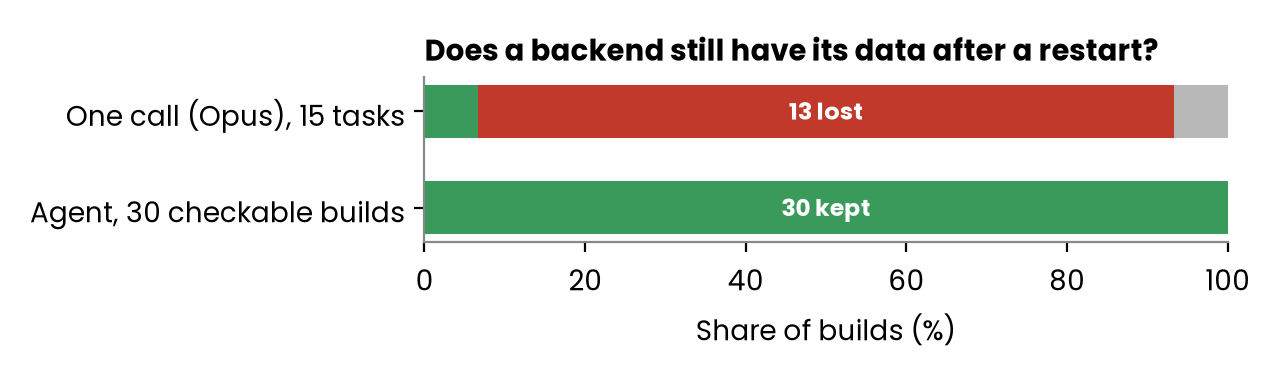 Does a backend still have its data after a restart?
One call (Opus), 15 tasks
13 lost
Agent, 30 checkable builds
30 kept
0 20 40 60 80 100
Share of builds (%)